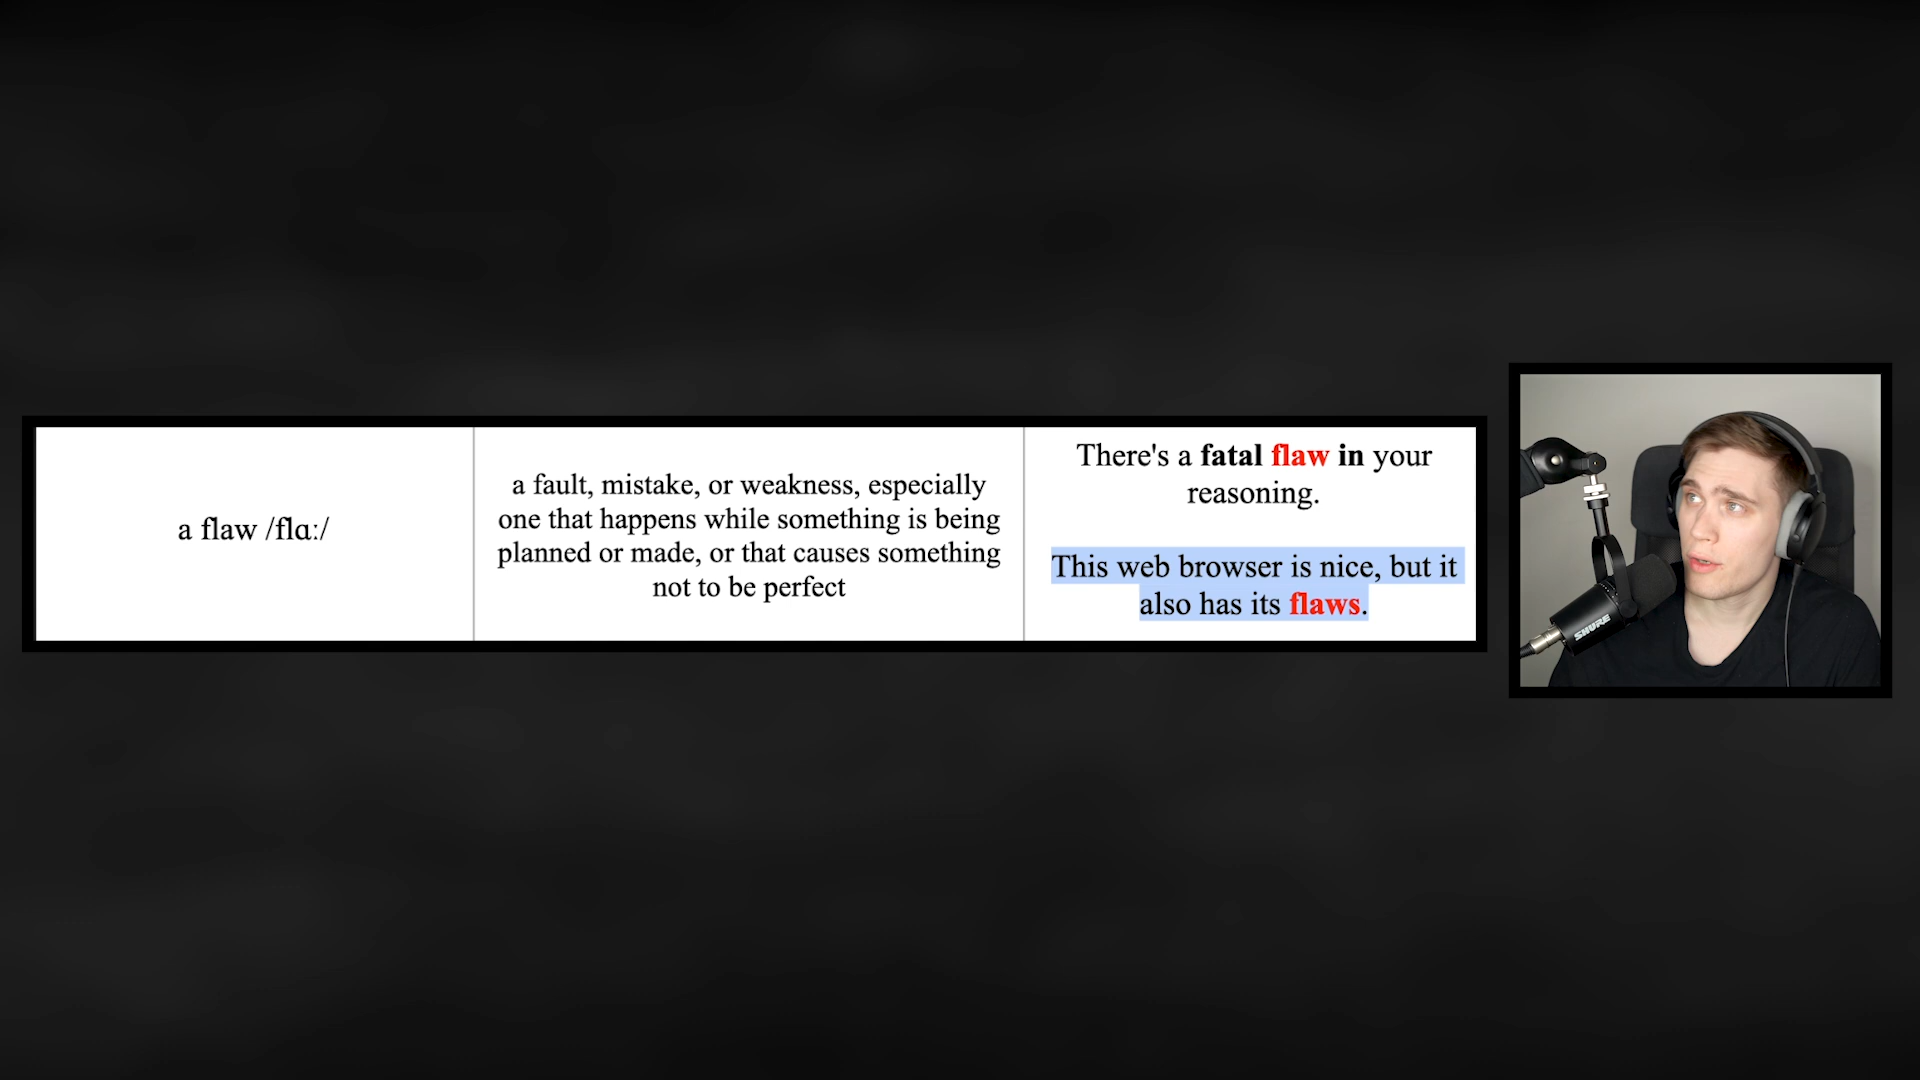 a flaw /flɑː/
a fault, mistake, or weakness, especially
one that happens while something is being
planned or made, or that causes something
not to be perfect
There's a fatal flaw in your
reasoning.
This web browser is nice, but it
also has its flaws.
SHURE